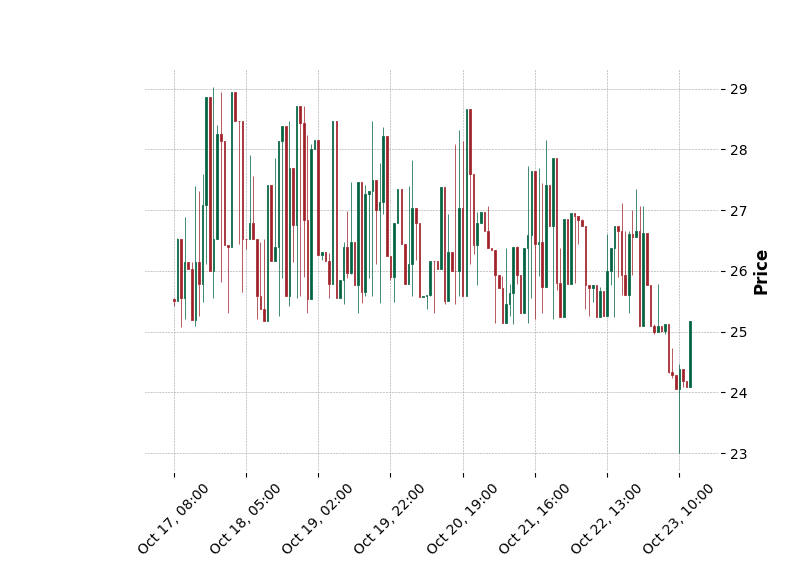 29
28
27
26
25
24
23
Price
Oct 17, 08:00
Oct 18, 05:00
Oct 19, 02:00
Oct 19, 22:00
Oct 20, 19:00
Oct 21, 16:00
Oct 22, 13:00
Oct 23, 10:00